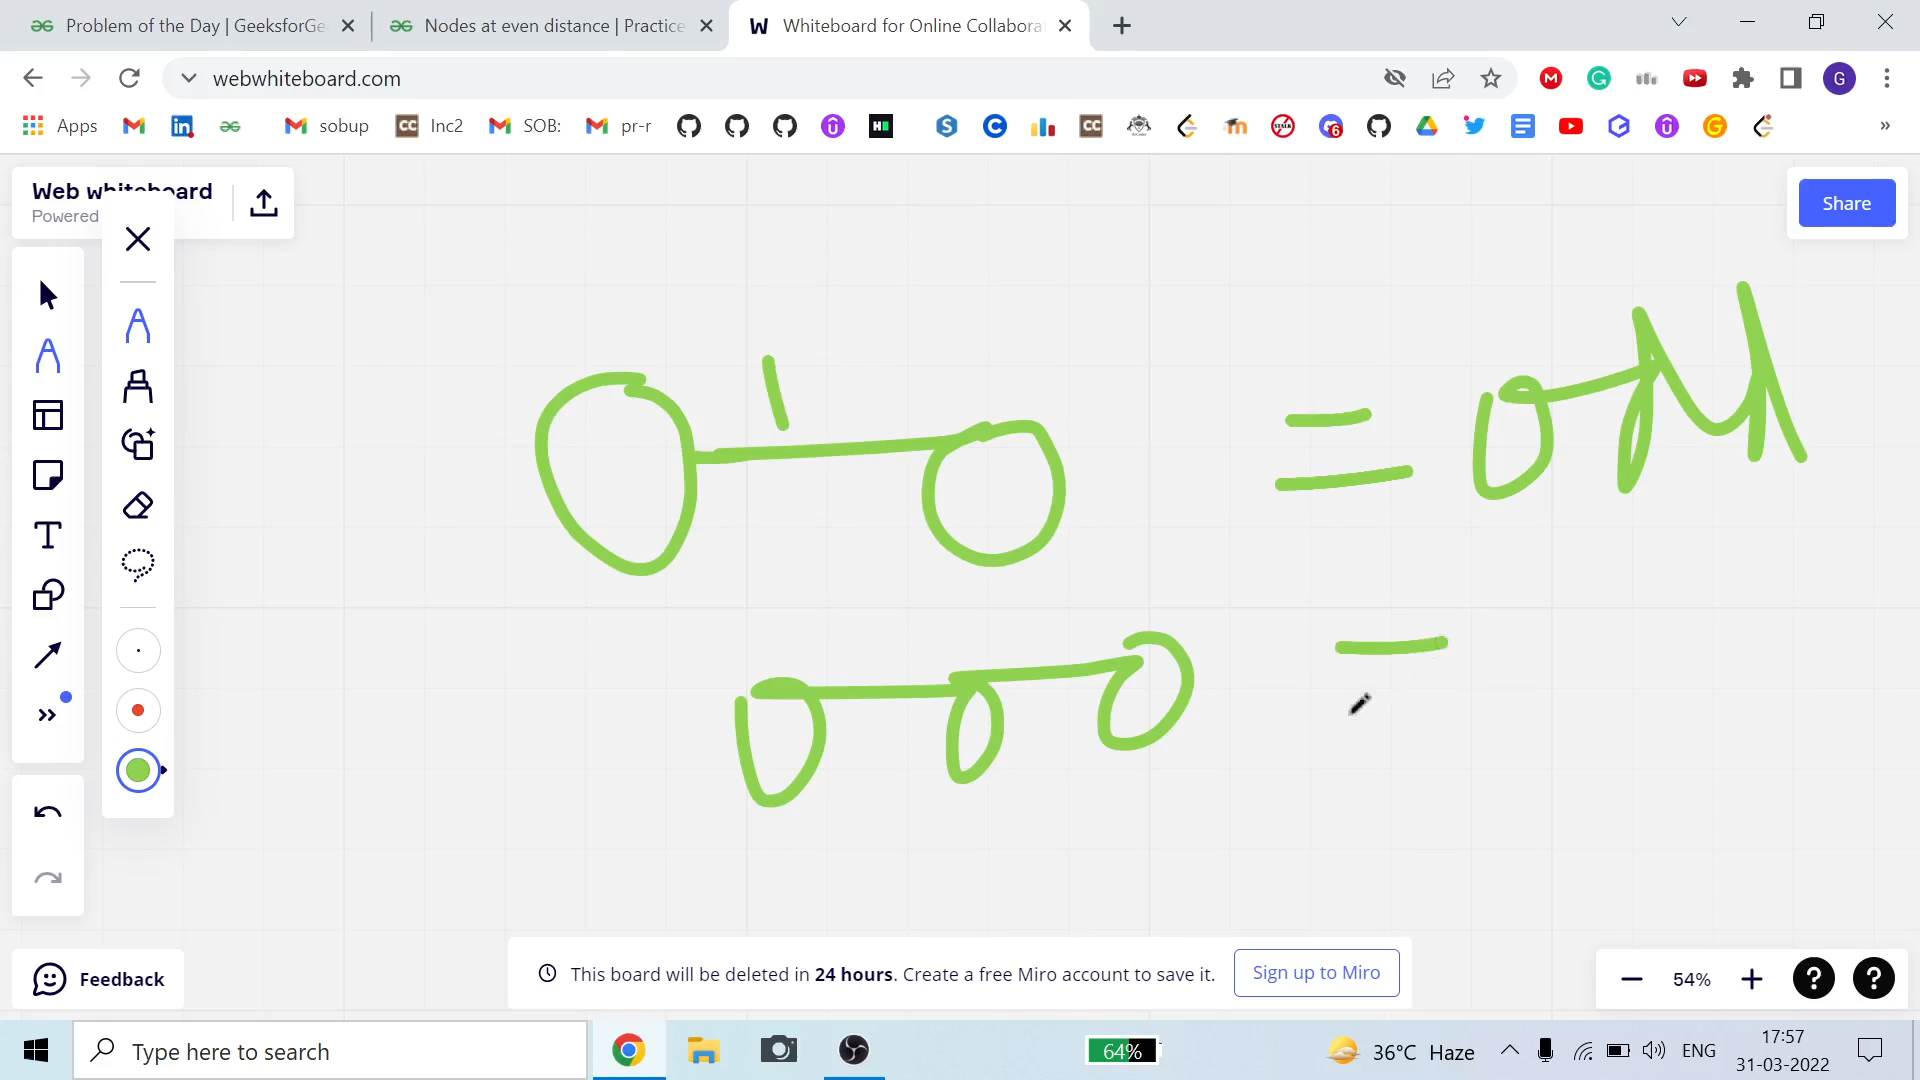 Problem of the Day | GeeksforGe
Nodes at even distance | Practice
Whiteboard for Online Collabora
webwhiteboard.com
G
Apps
sobup
Inc2
SOB:
pr-r
Web whiteboard
Powered
Share
1
=
=
Feedback
This board will be deleted in 24 hours. Create a free Miro account to save it.
Sign up to Miro
54%
Type here to search
64%
36°C Haze
ENG
17:57
31-03-2022